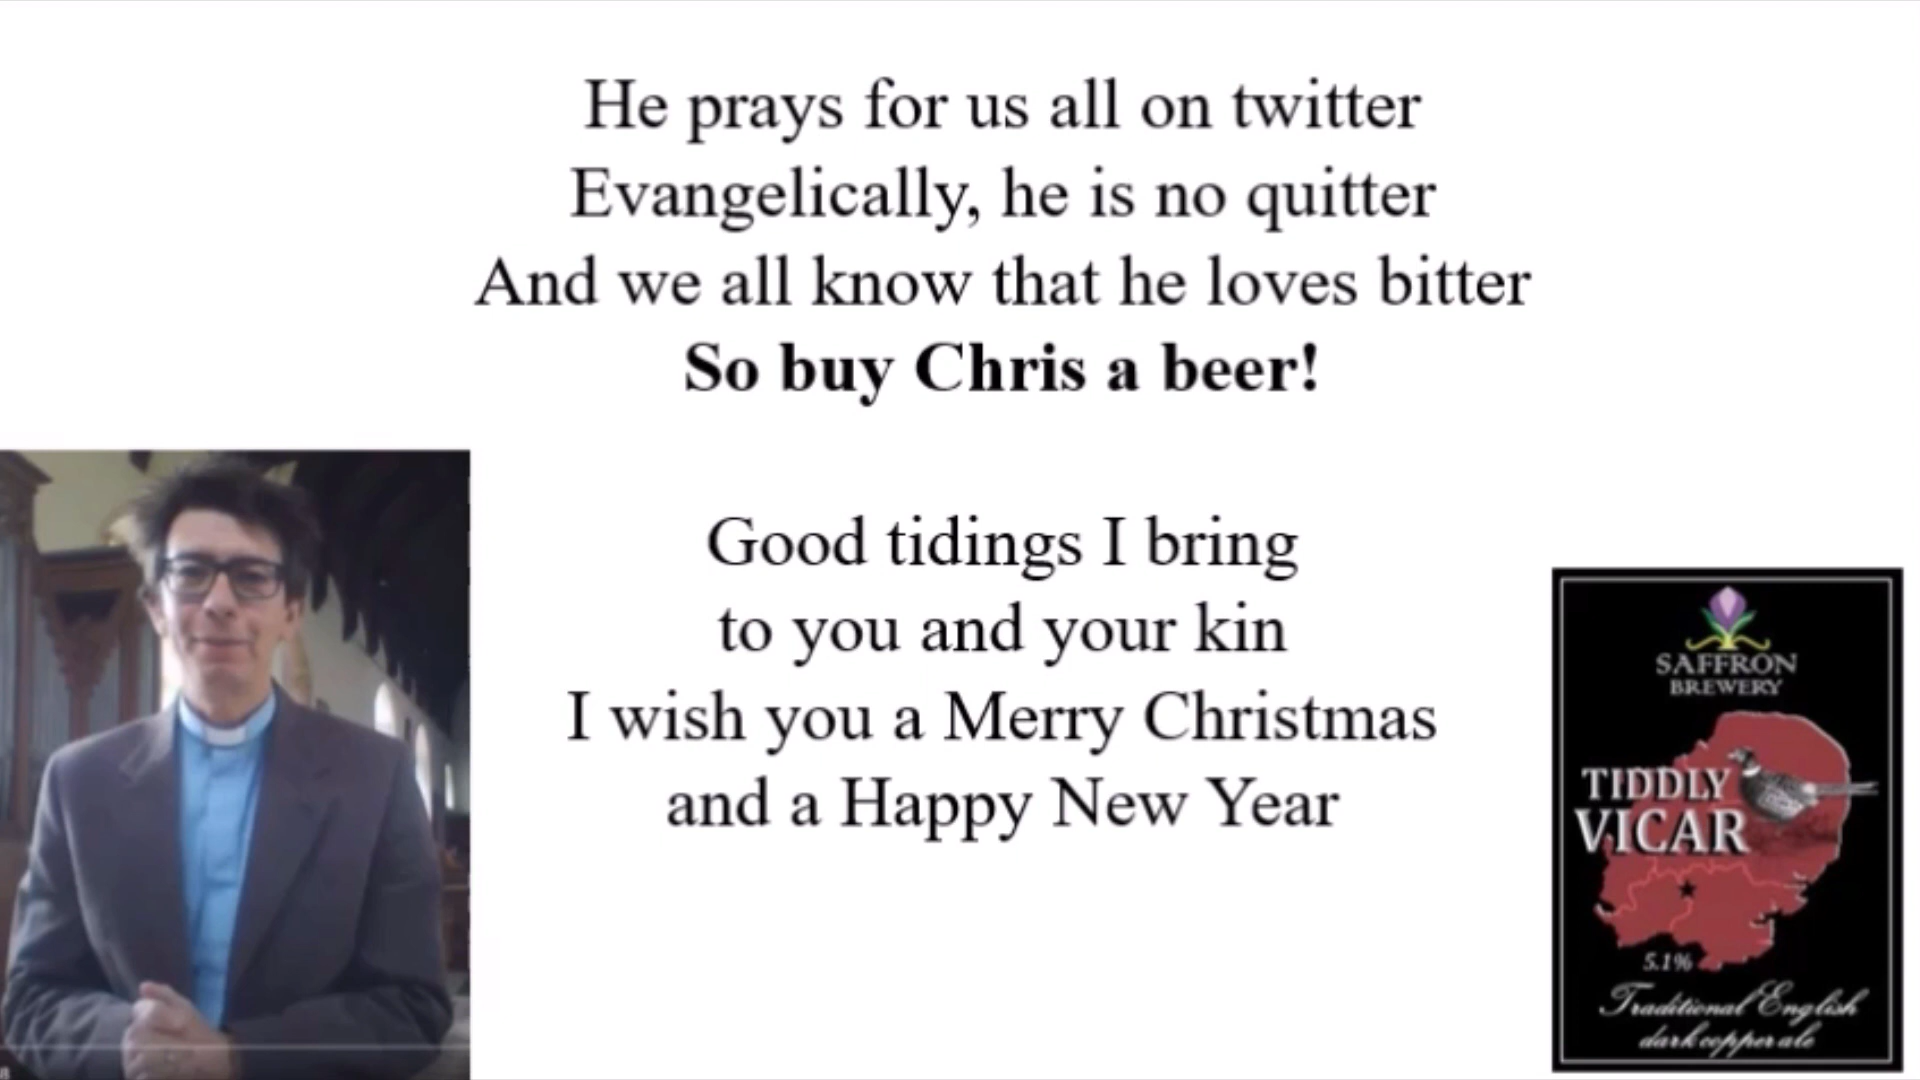 He prays for us all on twitter
Evangelically, he is no quitter
And we all know that he loves bitter
So buy Chris a beer!
Good tidings I bring
to you and your kin
I wish you a Merry Christmas
and a Happy New Year
SAFFRON
BREWERY
TIDDLY
VICAR
5.1%
Traditional English
dark copper ale
8